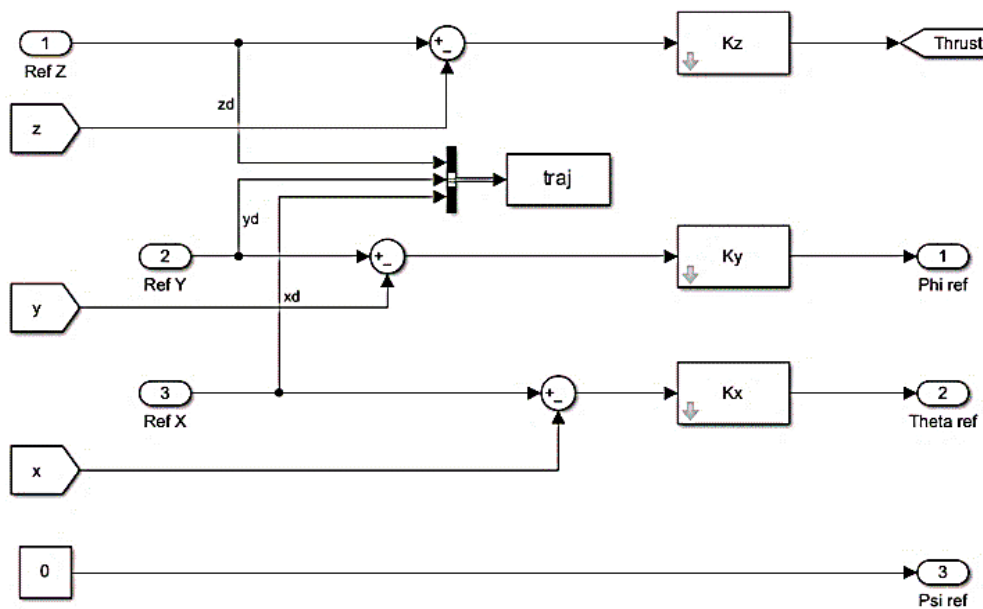 1
+
−
Kz
Thrust
Ref Z
zd
z
traj
yd
2
+
−
Ky
1
Ref Y
Phi ref
xd
y
3
+
−
Kx
2
Ref X
Theta ref
x
0
3
Psi ref